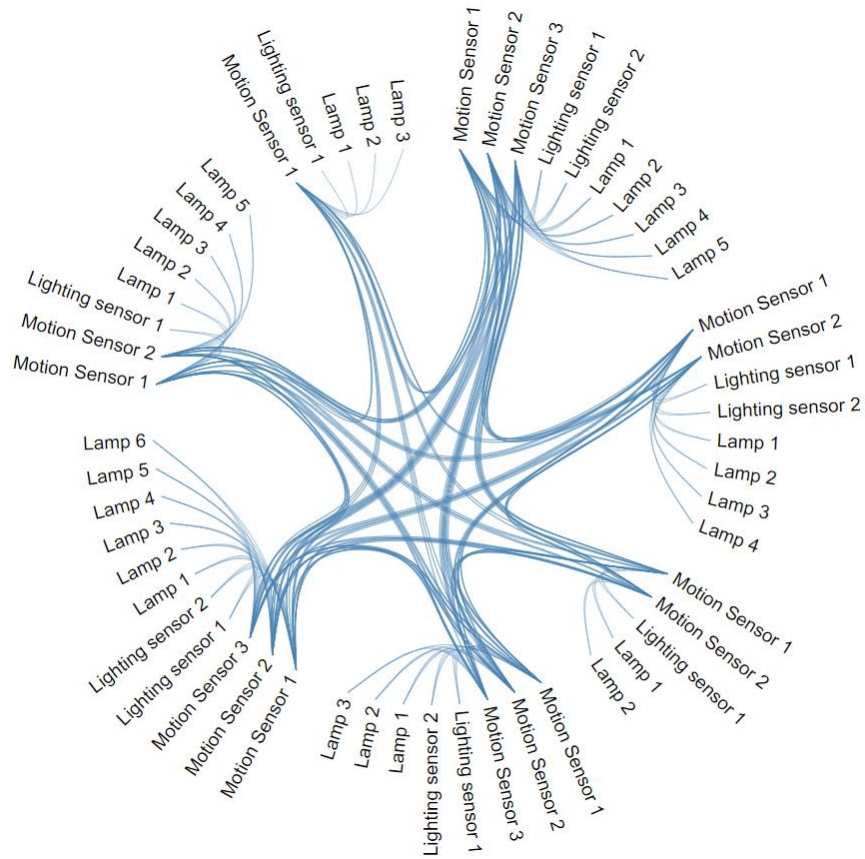 Motion Sensor 1
Motion Sensor 2
Motion Sensor 3
Lighting sensor 1
Lighting sensor 2
Lamp 1
Lamp 2
Lamp 3
Lamp 4
Lamp 5
Motion Sensor 1
Motion Sensor 2
Lighting sensor 1
Lighting sensor 2
Lamp 1
Lamp 2
Lamp 3
Lamp 4
Motion Sensor 1
Motion Sensor 2
Lighting sensor 1
Lamp 1
Lamp 2
Motion Sensor 1
Motion Sensor 2
Motion Sensor 3
Lighting sensor 1
Lighting sensor 2
Lamp 1
Lamp 2
Lamp 3
Motion Sensor 1
Motion Sensor 2
Motion Sensor 3
Lighting sensor 1
Lighting sensor 2
Lamp 1
Lamp 2
Lamp 3
Lamp 4
Lamp 5
Lamp 6
Motion Sensor 1
Motion Sensor 2
Lighting sensor 1
Lamp 1
Lamp 2
Lamp 3
Lamp 4
Lamp 5
Motion Sensor 1
Lighting sensor 1
Lamp 1
Lamp 2
Lamp 3